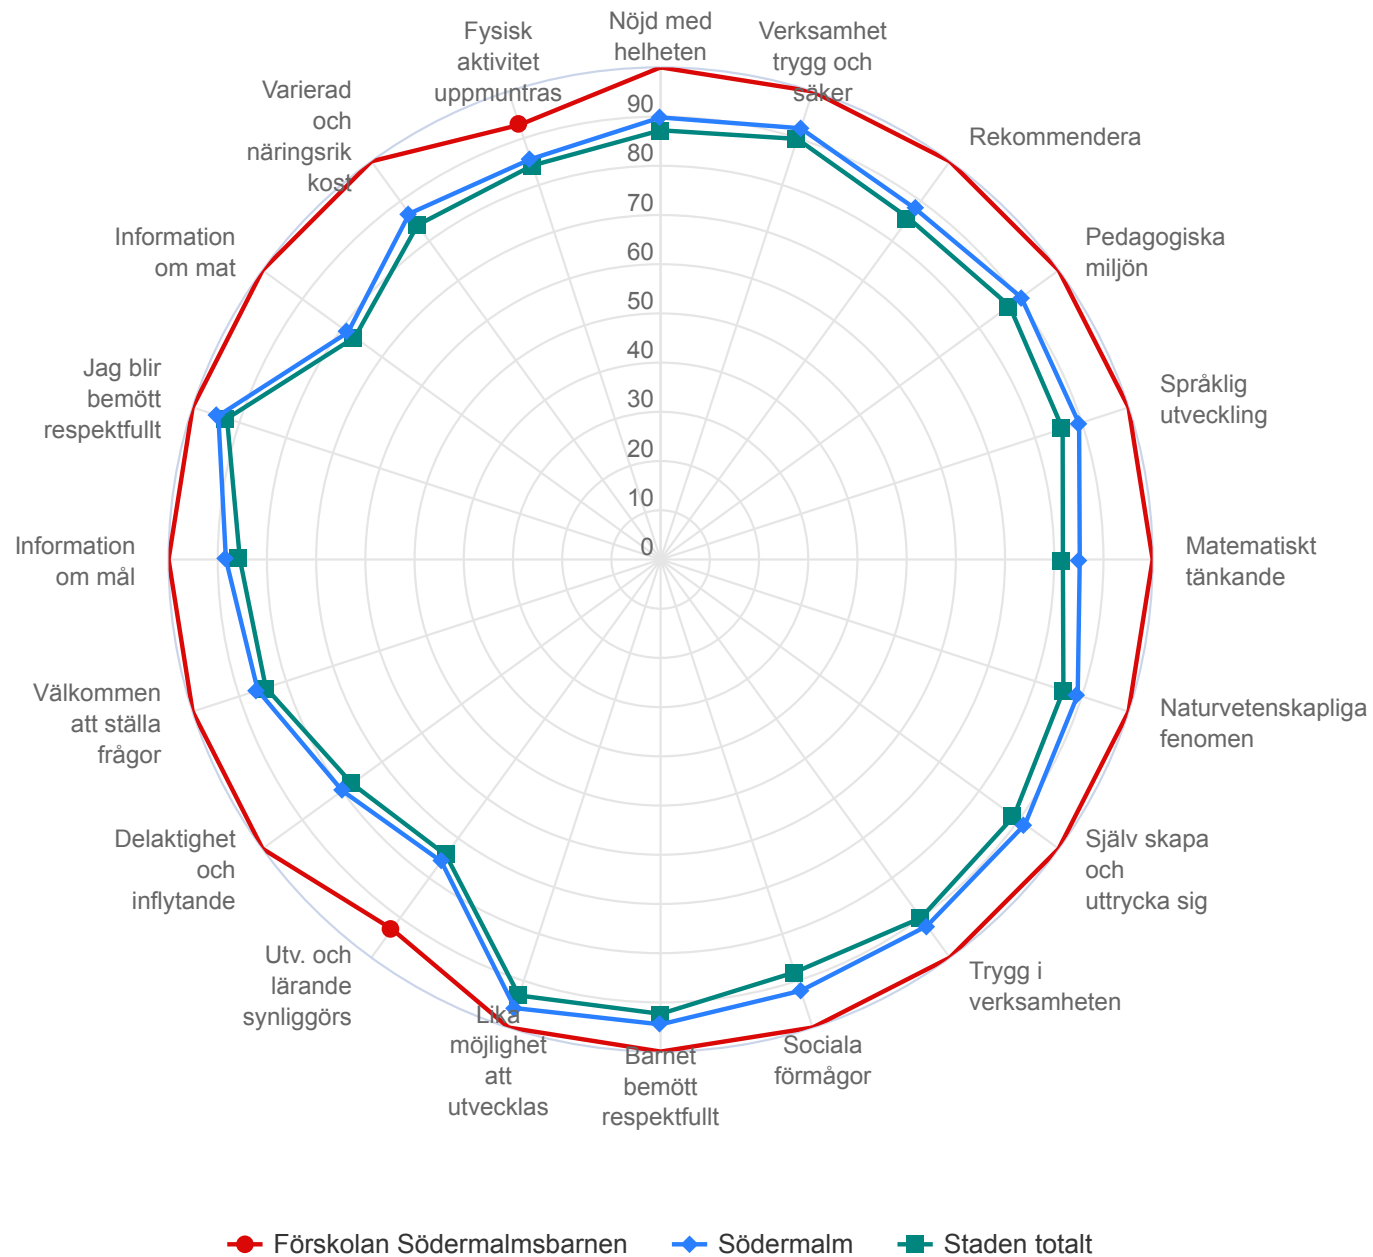 Nöjd med
helheten
Verksamhet
trygg och
säker
Rekommendera
Pedagogiska
miljön
Språklig
utveckling
Matematiskt
tänkande
Naturvetenskapliga
fenomen
Själv skapa
och
uttrycka sig
Trygg i
verksamheten
Sociala
förmågor
Barnet
bemött
respektfullt
Lika
möjlighet
att
utvecklas
Utv. och
lärande
synliggörs
Delaktighet
och
inflytande
Välkommen
att ställa
frågor
Information
om mål
Jag blir
bemött
respektfullt
Information
om mat
Varierad
och
näringsrik
kost
Fysisk
aktivitet
uppmuntras
90
80
70
60
50
40
30
20
10
0
Förskolan Södermalmsbarnen
Södermalm
Staden totalt